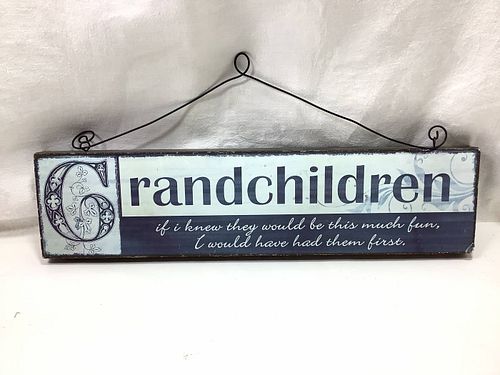 Grandchildren
if i knew they would be this much fun,
I would have had them first.